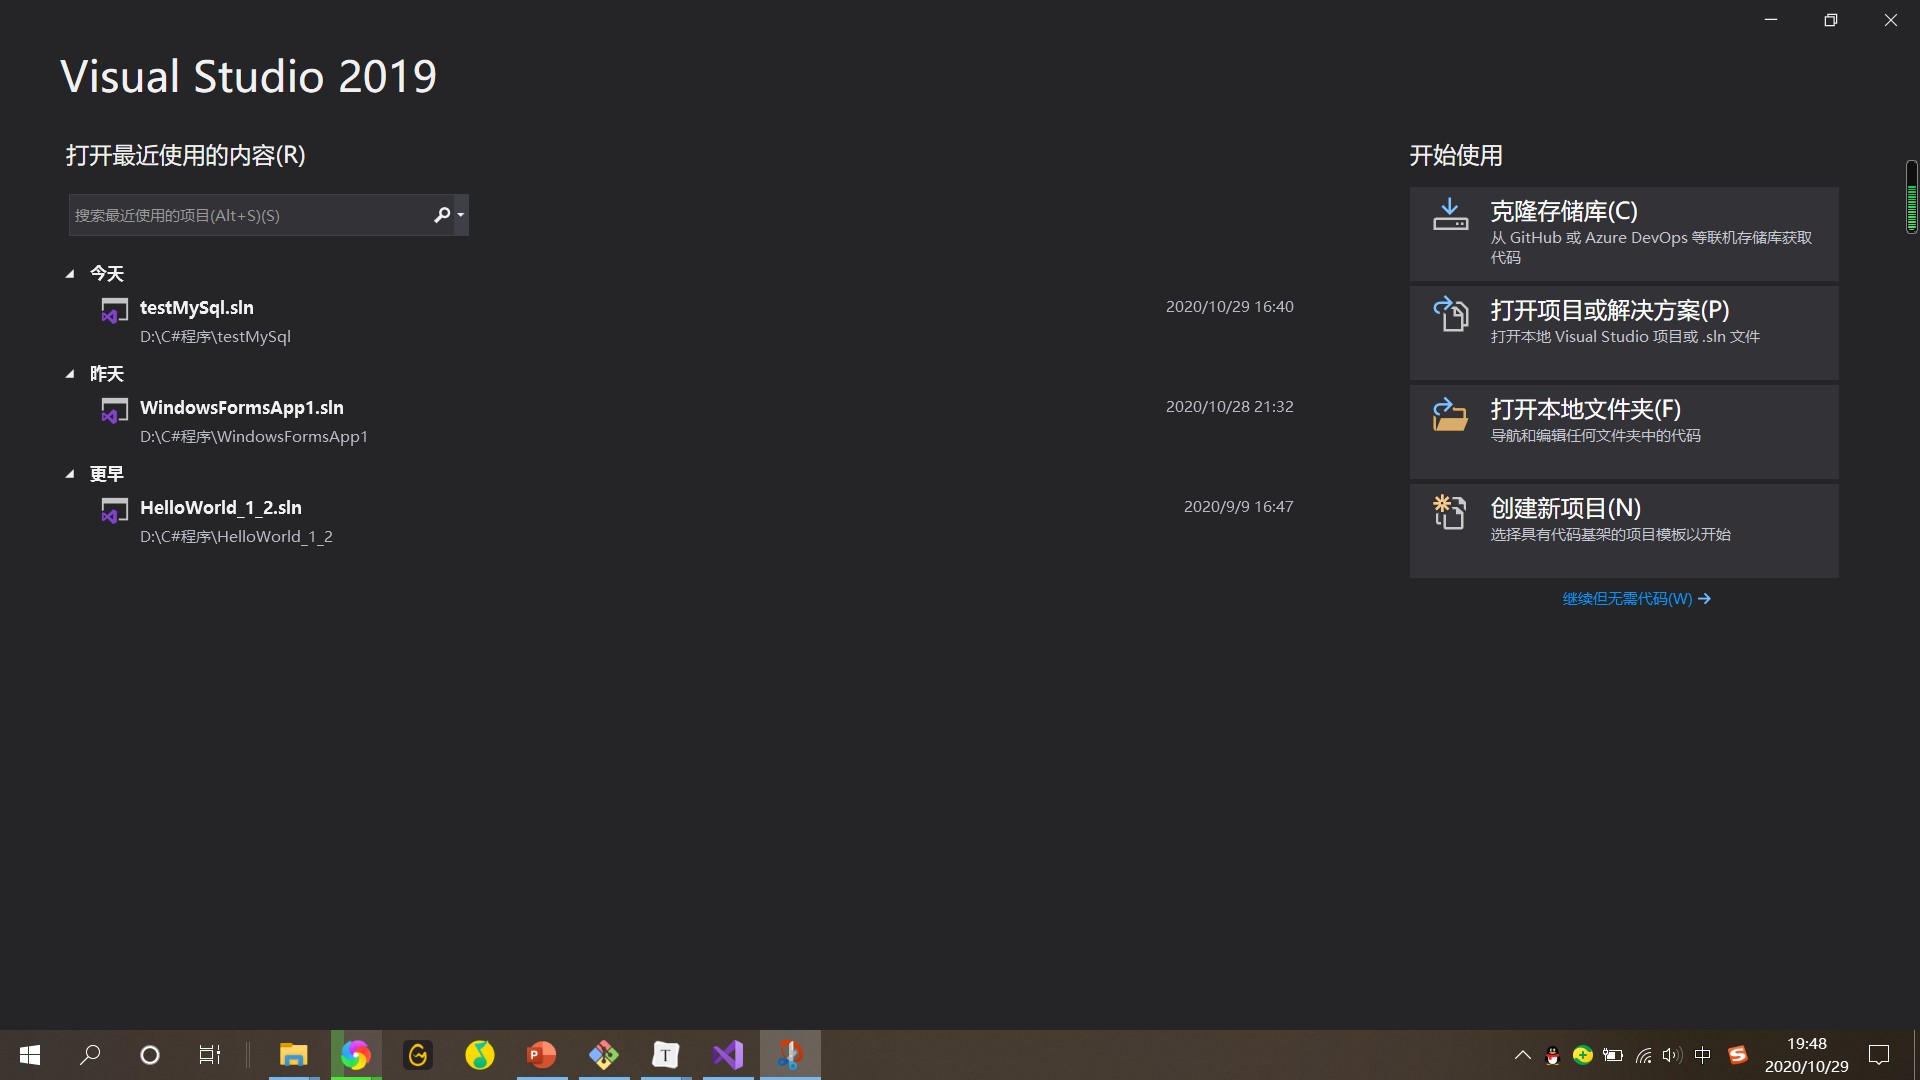 Visual Studio 2019
打开最近使用的内容(R)
搜索最近使用的项目(Alt+S)(S)
今天
testMySql.sln
2020/10/29 16:40
D:\C#程序\testMySql
昨天
WindowsFormsApp1.sln
2020/10/28 21:32
D:\C#程序\WindowsFormsApp1
更早
HelloWorld_1_2.sln
2020/9/9 16:47
D:\C#程序\HelloWorld_1_2
开始使用
克隆存储库(C)
从 GitHub 或 Azure DevOps 等联机存储库获取
代码
打开项目或解决方案(P)
打开本地 Visual Studio 项目或 .sln 文件
打开本地文件夹(F)
导航和编辑任何文件夹中的代码
创建新项目(N)
选择具有代码基架的项目模板以开始
继续但无需代码(W)
P
T
中
S
19:48
2020/10/29